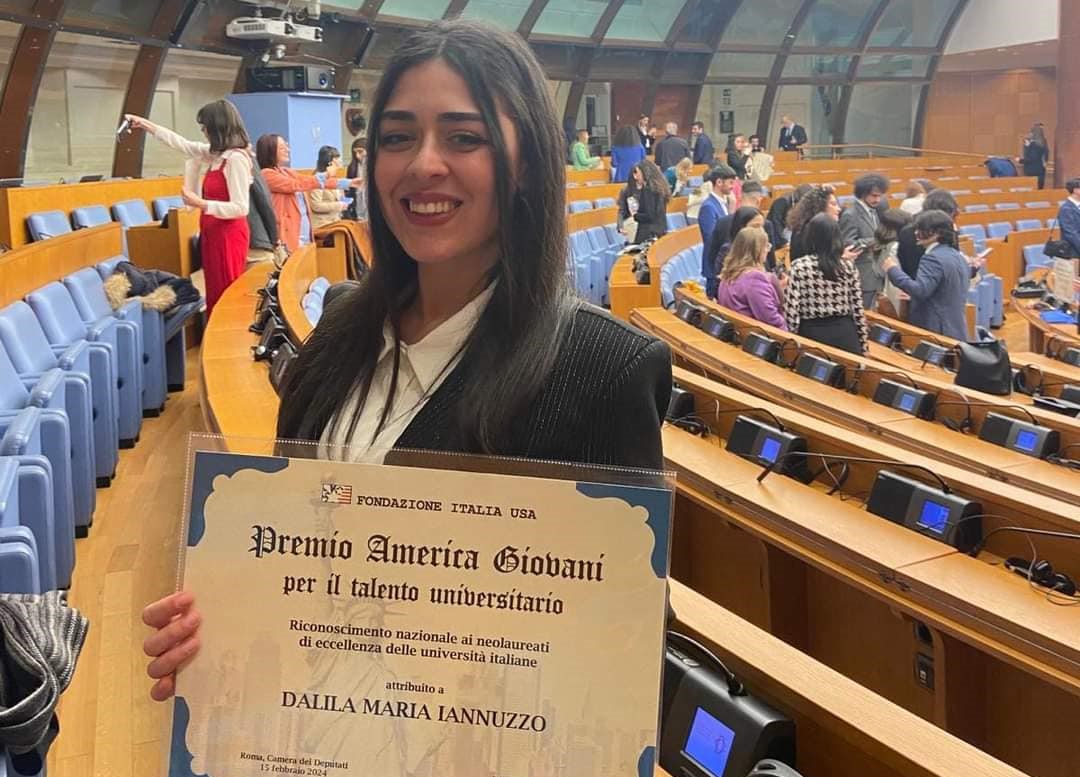 FONDAZIONE ITALIA USA
Premio America Giovani
per il talento universitario
Riconoscimento nazionale ai neolaureati
di eccellenza delle università italiane
attribuito a
DALILA MARIA IANNUZZO
Roma, Camera dei Deputati
15 febbraio 2024